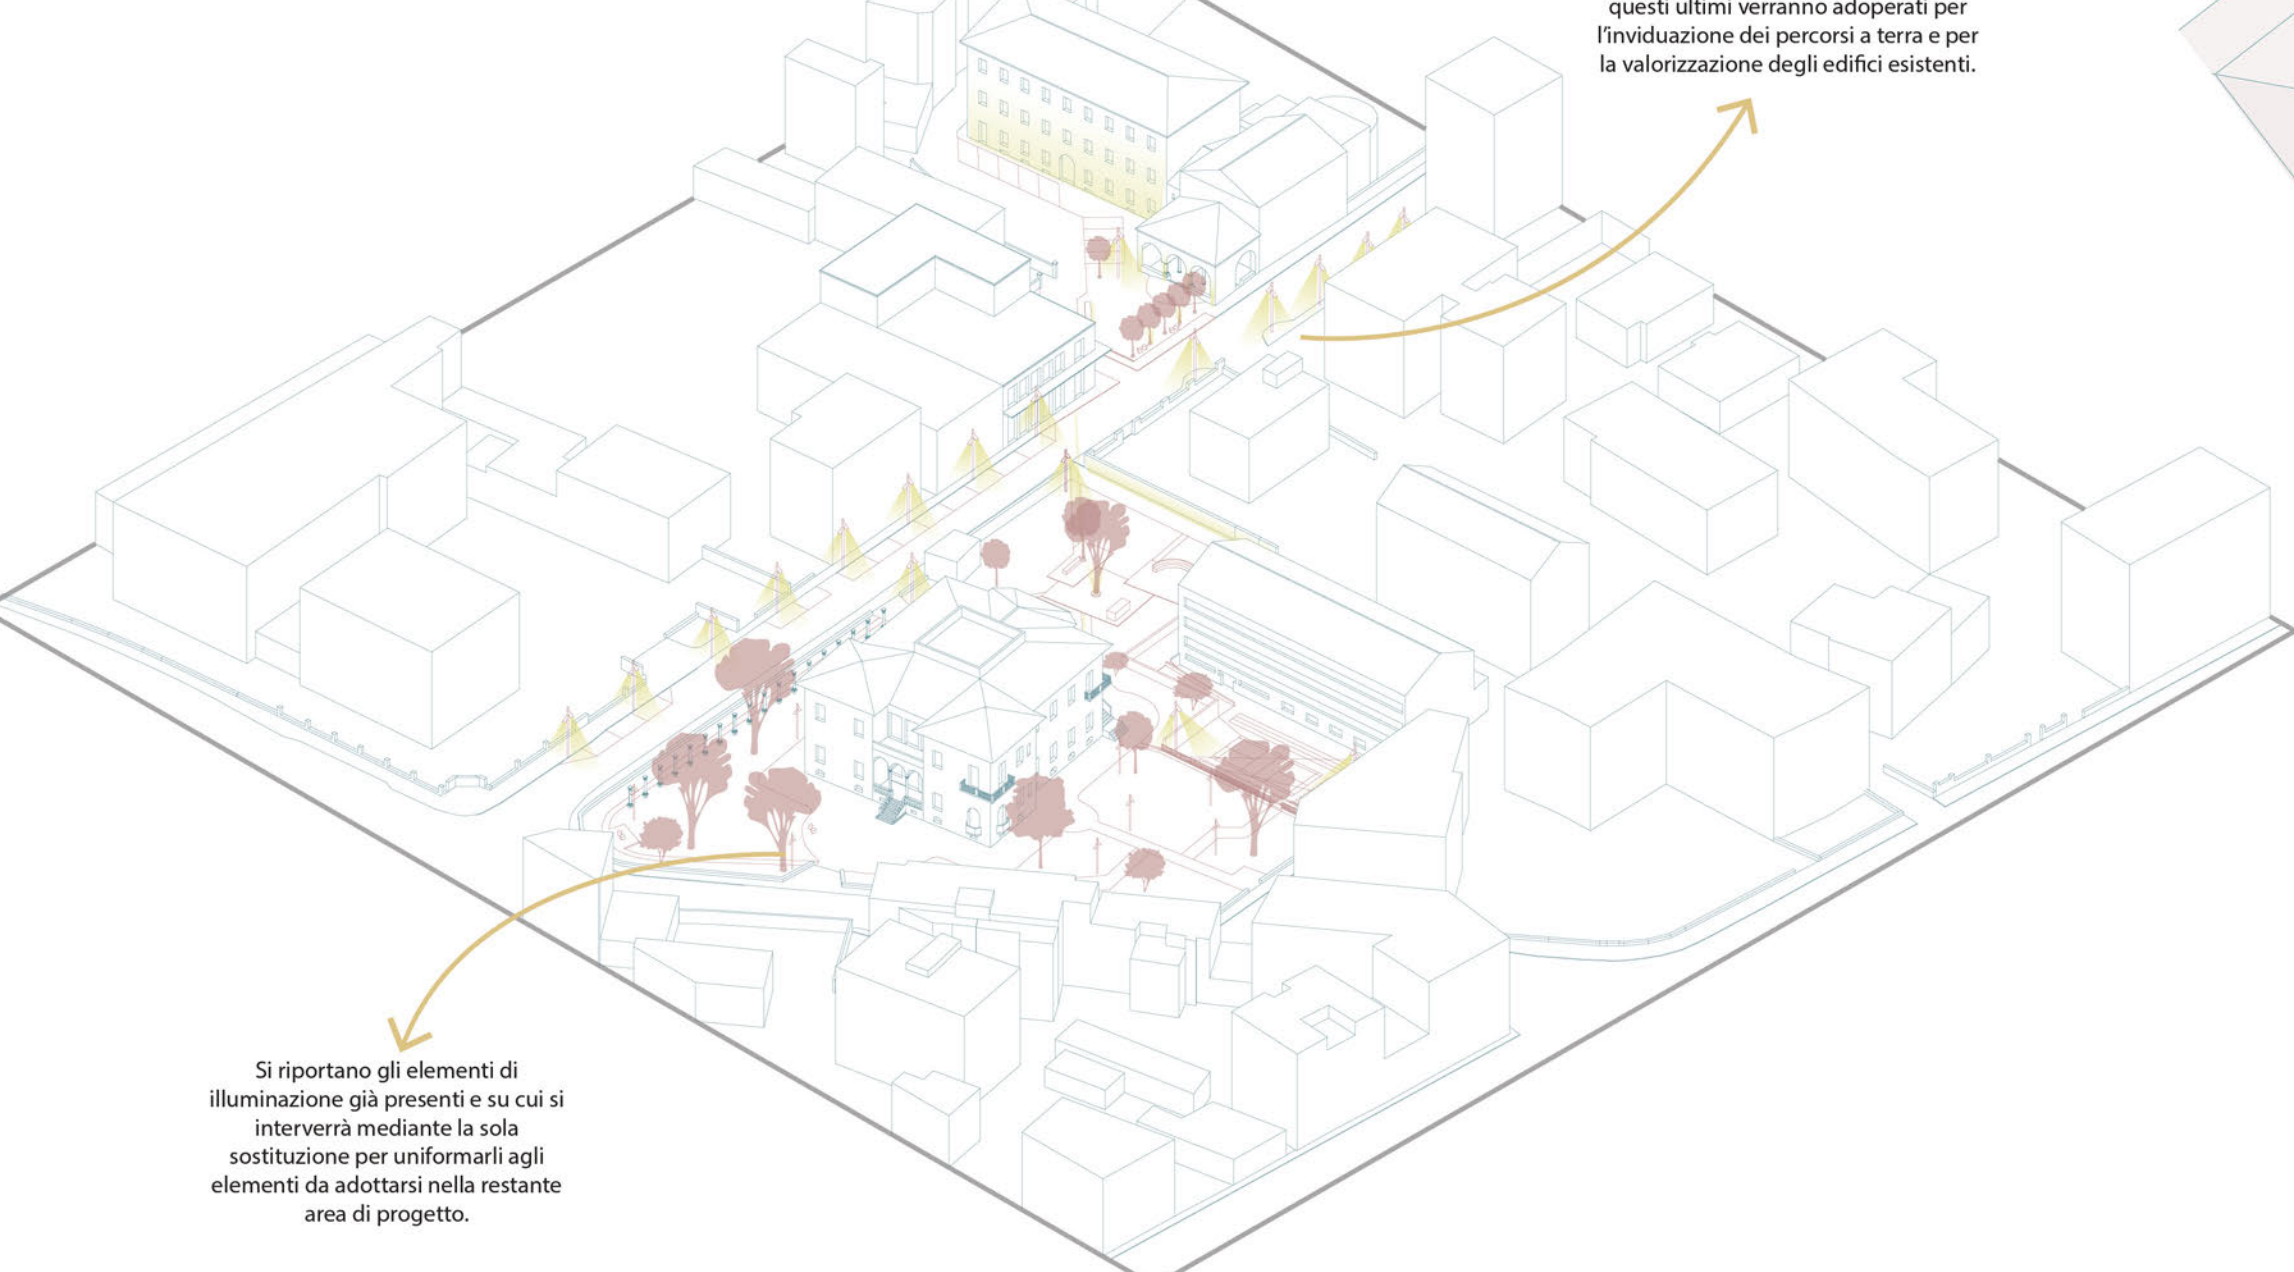 questi ultimi verranno adoperati per
l'inviduazione dei percorsi a terra e per
la valorizzazione degli edifici esistenti.
Si riportano gli elementi di
illuminazione già presenti e su cui si
interverrà mediante la sola
sostituzione per uniformarli agli
elementi da adottarsi nella restante
area di progetto.